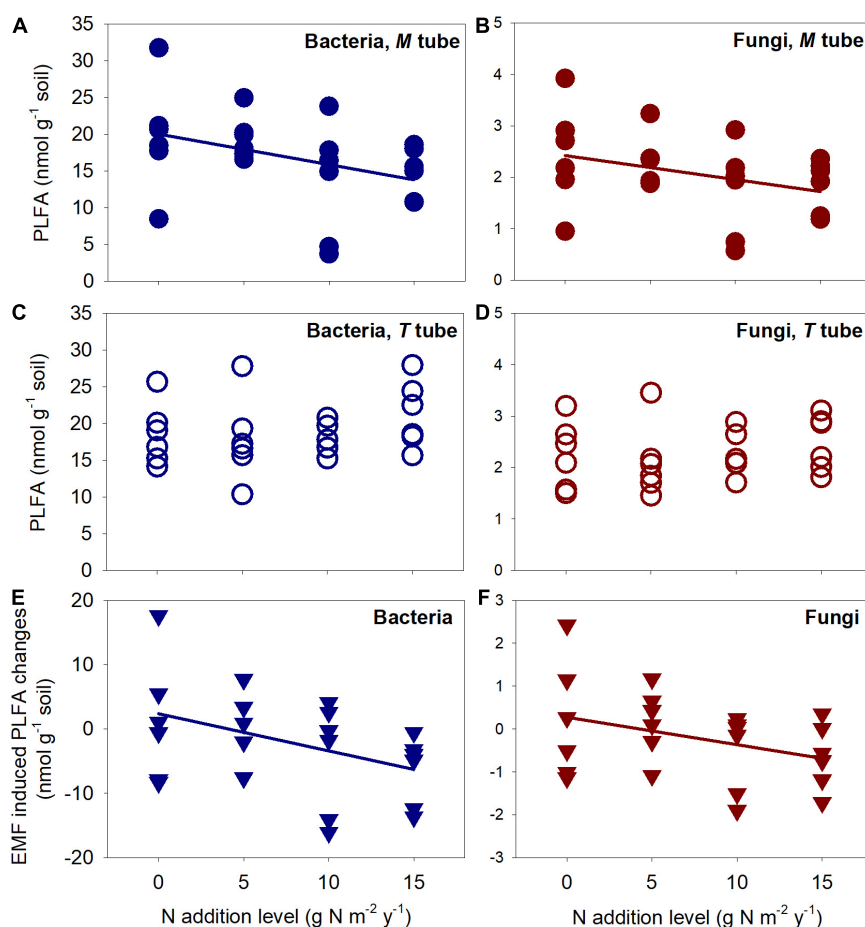 A
Bacteria, M tube
PLFA (nmol g⁻¹ soil)
35
30
25
20
15
10
5
0
B
Fungi, M tube
5
4
3
2
1
0
C
Bacteria, T tube
PLFA (nmol g⁻¹ soil)
35
30
25
20
15
10
5
0
D
Fungi, T tube
5
4
3
2
1
0
E
Bacteria
EMF induced PLFA changes
(nmol g⁻¹ soil)
20
10
0
-10
-20
0 5 10 15
N addition level (g N m⁻² y⁻¹)
F
Fungi
3
2
1
0
-1
-2
-3
0 5 10 15
N addition level (g N m⁻² y⁻¹)